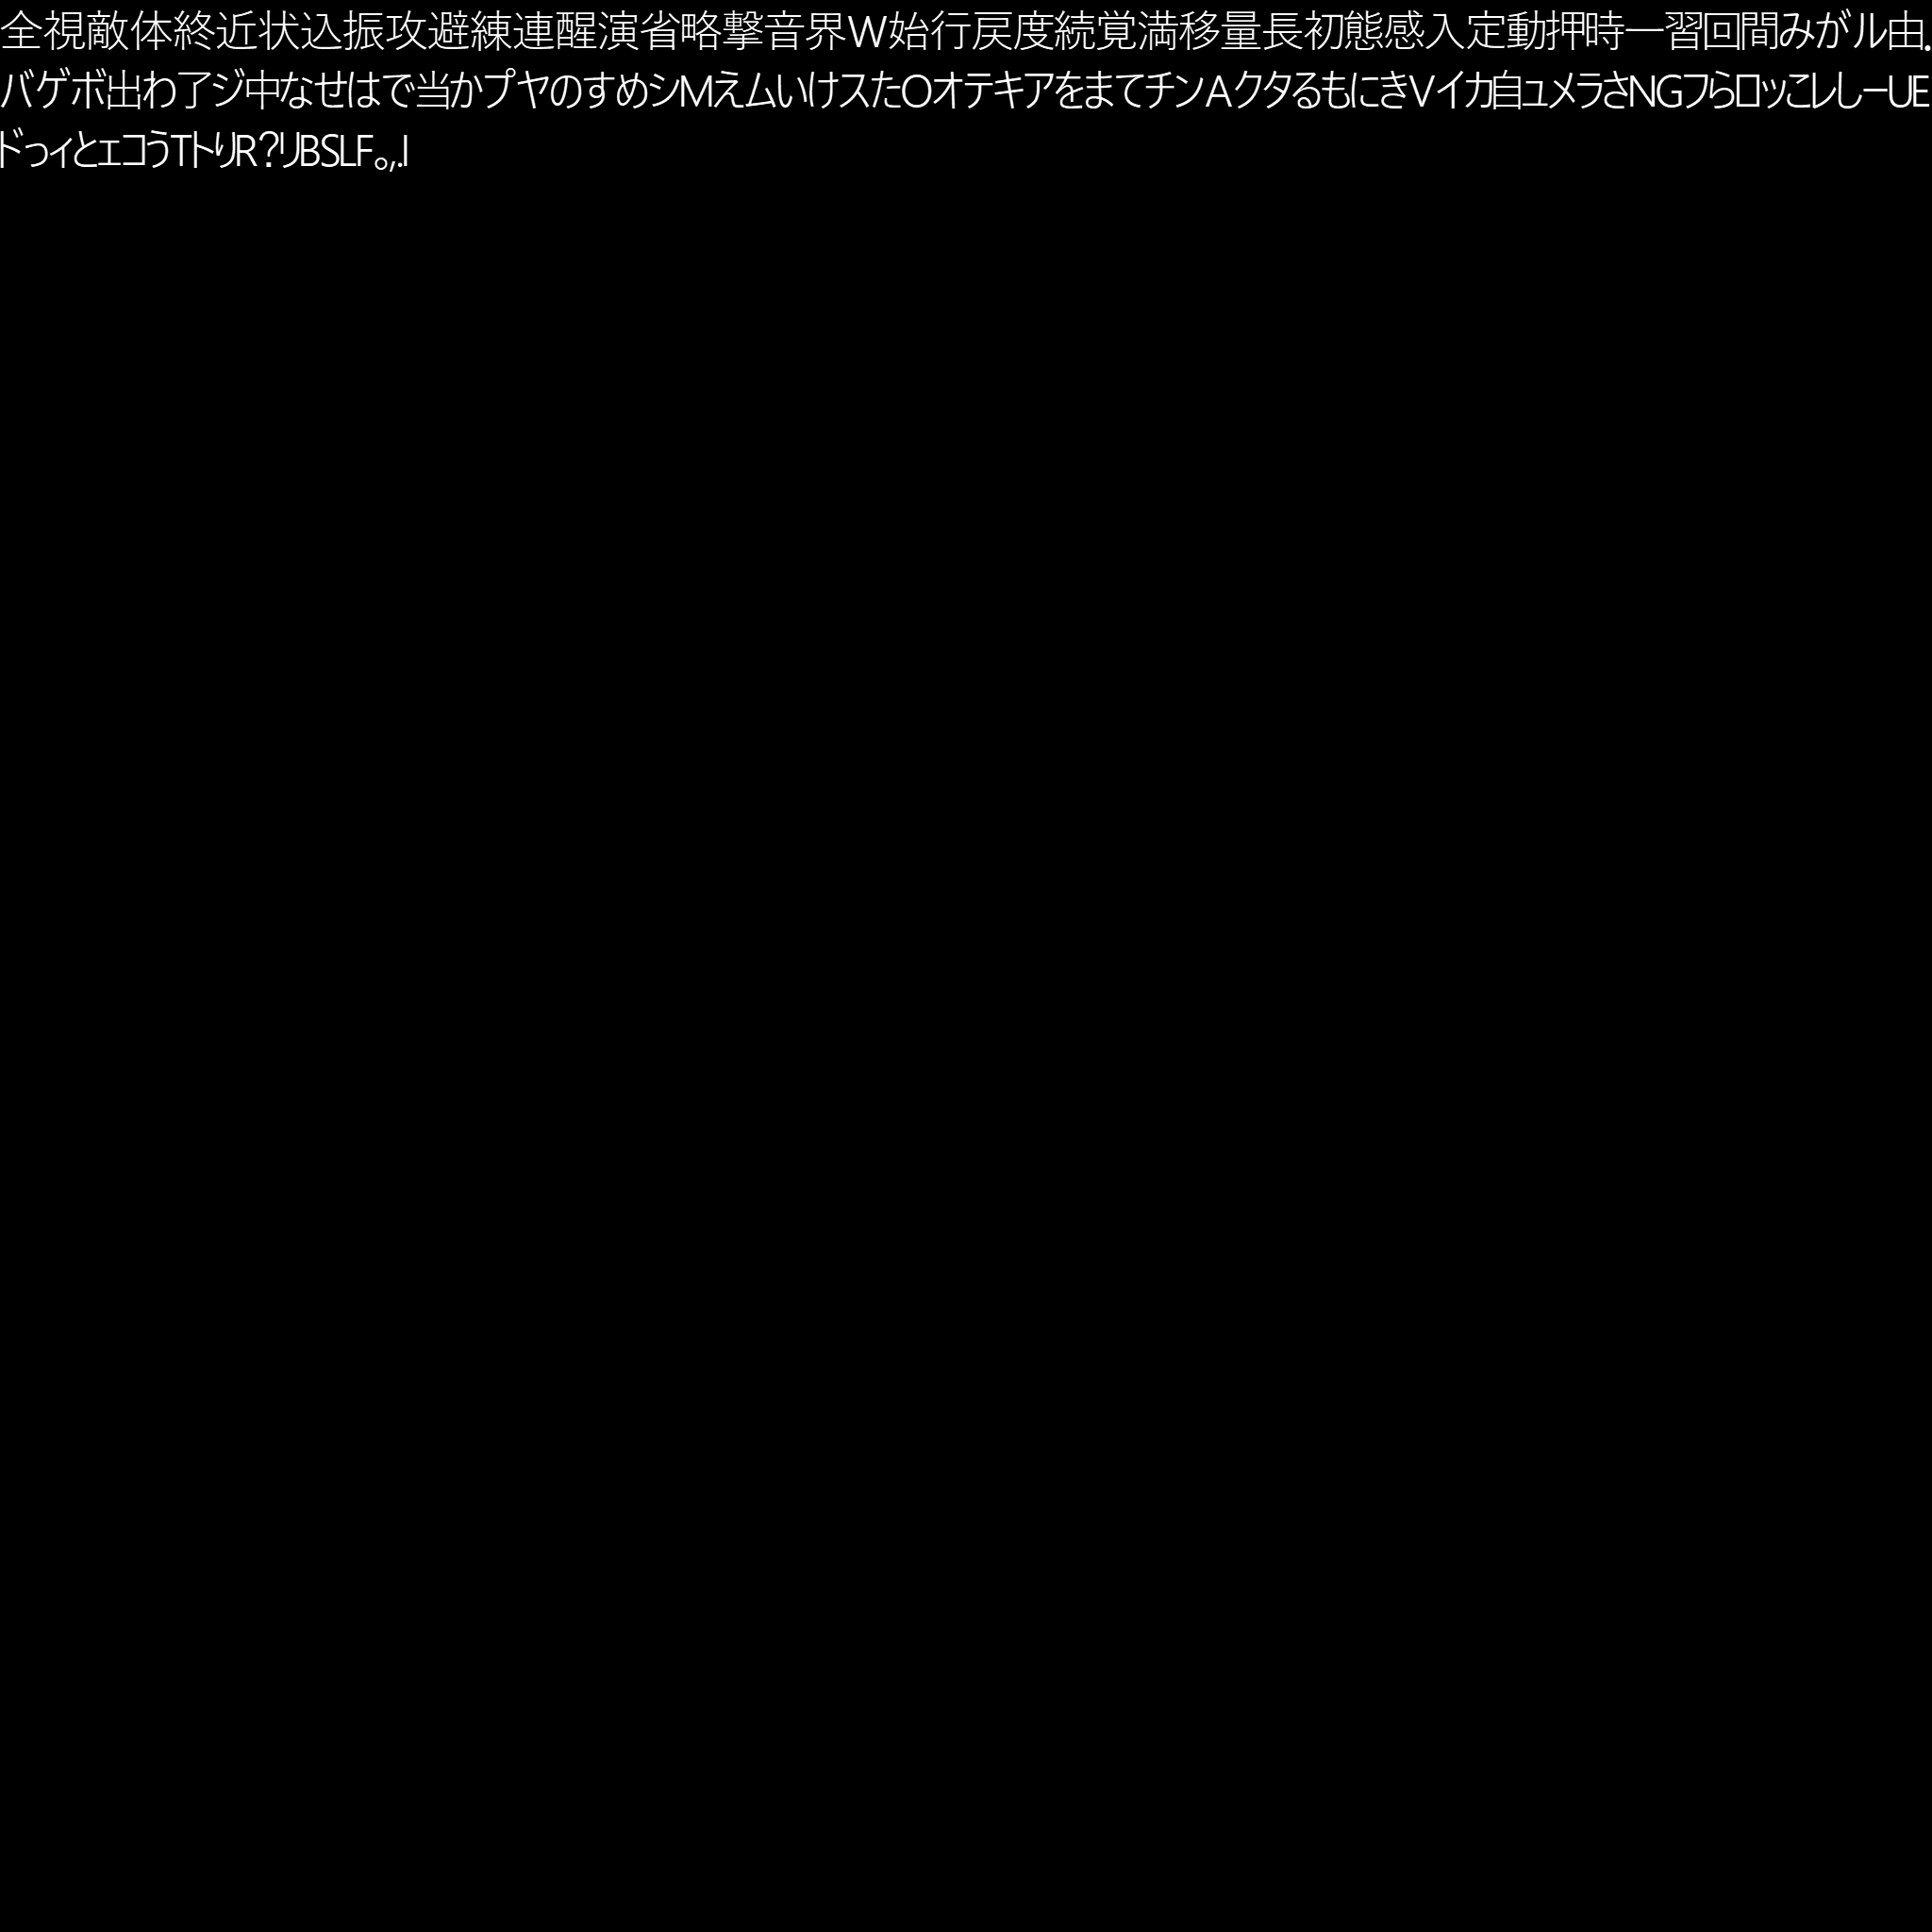 全視敵体終近状込振攻避練連醒演省略撃音界W始行戻度続覚満移量長初態感入定動押時一習回間みがル由.
バゲボ出わ了ジ中なせはで当かプヤのすめシMえムいけスたOオテキアをまてチンAクタるもにきVイカ自ュメラさNGフらロッこレしーUE
ドっィとェコうTトりR?リBSLF。,.I